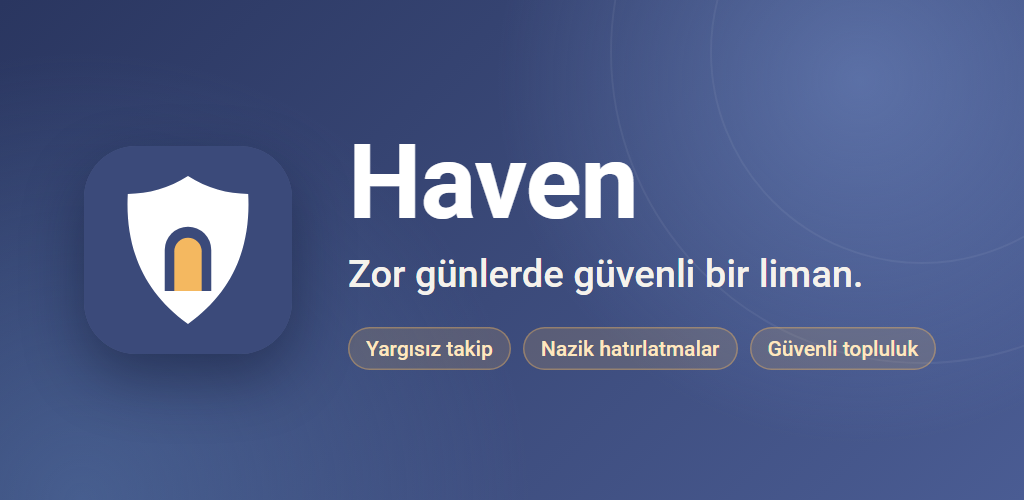 Haven
Zor günlerde güvenli bir liman.
Yargısız takip
Nazik hatırlatmalar
Güvenli topluluk